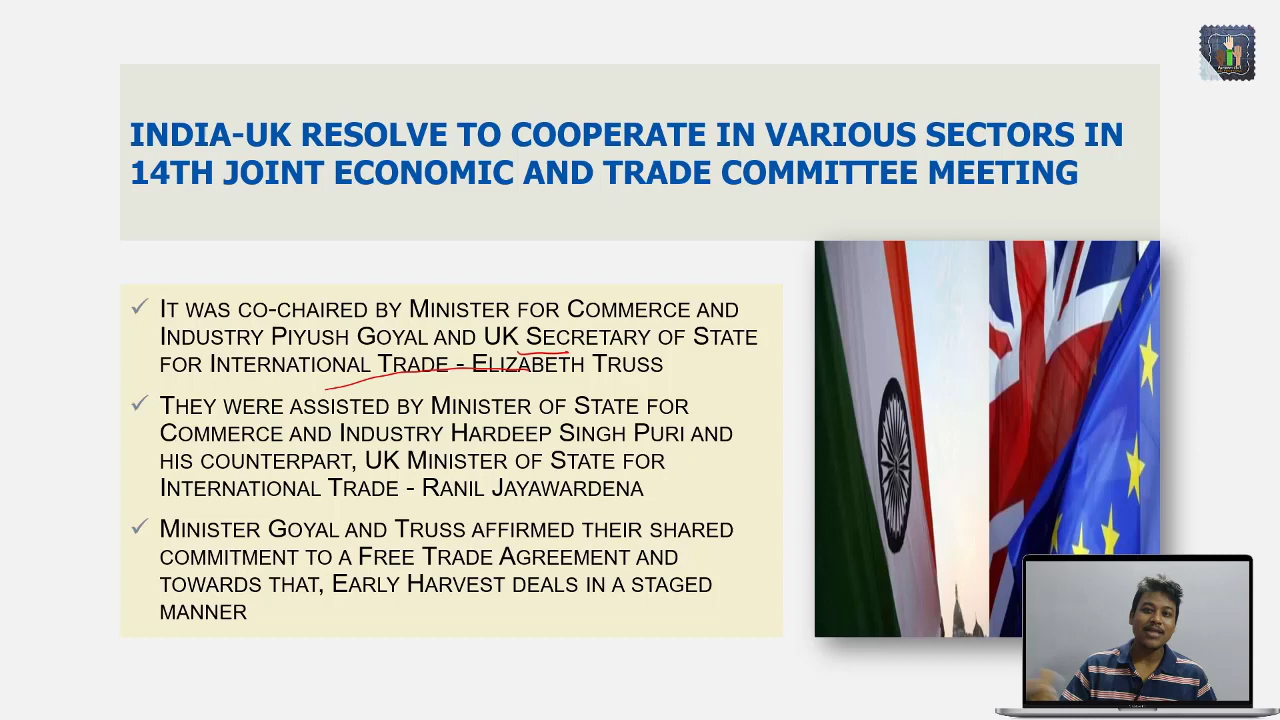 INDIA-UK RESOLVE TO COOPERATE IN VARIOUS SECTORS IN
14TH JOINT ECONOMIC AND TRADE COMMITTEE MEETING
IT WAS CO-CHAIRED BY MINISTER FOR COMMERCE AND
INDUSTRY PIYUSH GOYAL AND UK SECRETARY OF STATE
FOR INTERNATIONAL TRADE - ELIZABETH TRUSS
THEY WERE ASSISTED BY MINISTER OF STATE FOR
COMMERCE AND INDUSTRY HARDEEP SINGH PURI AND
HIS COUNTERPART, UK MINISTER OF STATE FOR
INTERNATIONAL TRADE - RANIL JAYAWARDENA
MINISTER GOYAL AND TRUSS AFFIRMED THEIR SHARED
COMMITMENT TO A FREE TRADE AGREEMENT AND
TOWARDS THAT, EARLY HARVEST DEALS IN A STAGED
MANNER